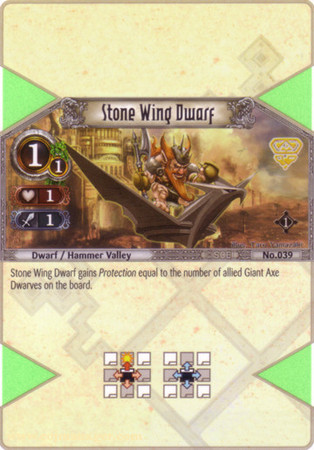 Stone Wing Dwarf
1
1
1
1
1
Dwarf / Hammer Valley
No.039
Stone Wing Dwarf gains Protection equal to the number of allied Giant Axe
Dwarves on the board.